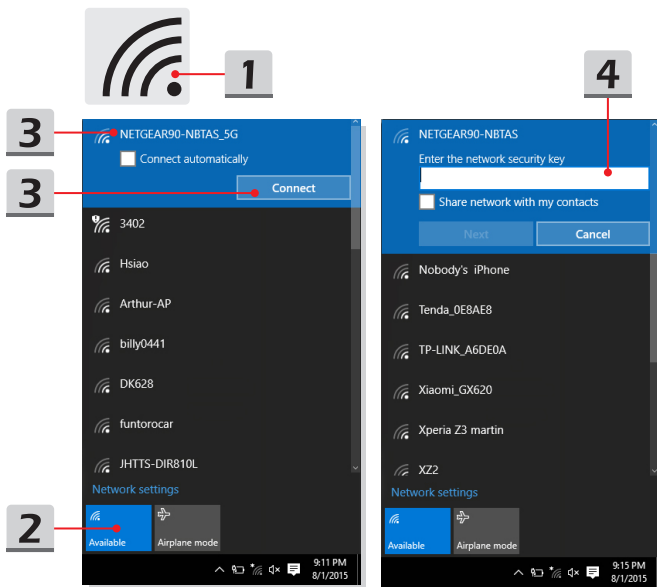 1
4
3
3
2
NETGEAR90-NBTAS_5G
Connect automatically
Connect
3402
Hsiao
Arthur-AP
billy0441
DK628
funtorocar
JHTTS-DIR810L
Network settings
Available
Airplane mode
9:11 PM
8/1/2015
NETGEAR90-NBTAS
Enter the network security key
Share network with my contacts
Next
Cancel
Nobody's iPhone
Tenda_0E8AE8
TP-LINK_A6DE0A
Xiaomi_GX620
Xperia Z3 martin
XZ2
Network settings
Available
Airplane mode
9:15 PM
8/1/2015